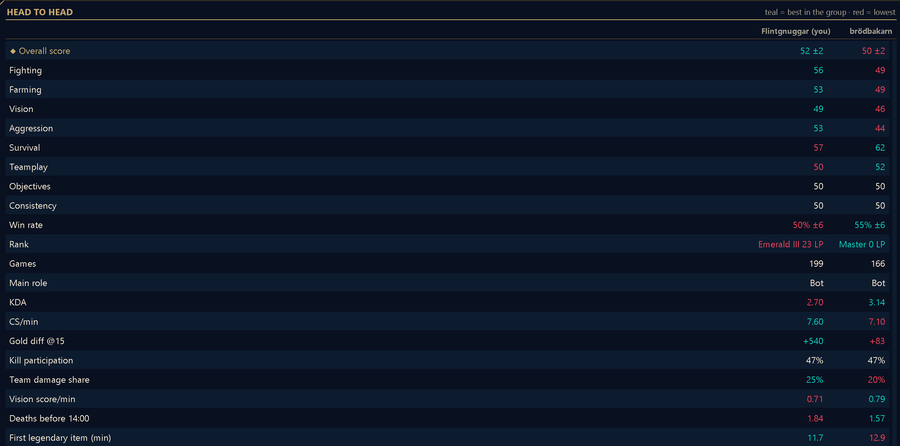 HEAD TO HEAD teal = best in the group · red = lowest
Flintgnuggar (you) brödbakarn
◆ Overall score 52 ±2 50 ±2
Fighting 56 49
Farming 53 49
Vision 49 46
Aggression 53 44
Survival 57 62
Teamplay 50 52
Objectives 50 50
Consistency 50 50
Win rate 50% ±6 55% ±6
Rank Emerald III 23 LP Master 0 LP
Games 199 166
Main role Bot Bot
KDA 2.70 3.14
CS/min 7.60 7.10
Gold diff @15 +540 +83
Kill participation 47% 47%
Team damage share 25% 20%
Vision score/min 0.71 0.79
Deaths before 14:00 1.84 1.57
First legendary item (min) 11.7 12.9